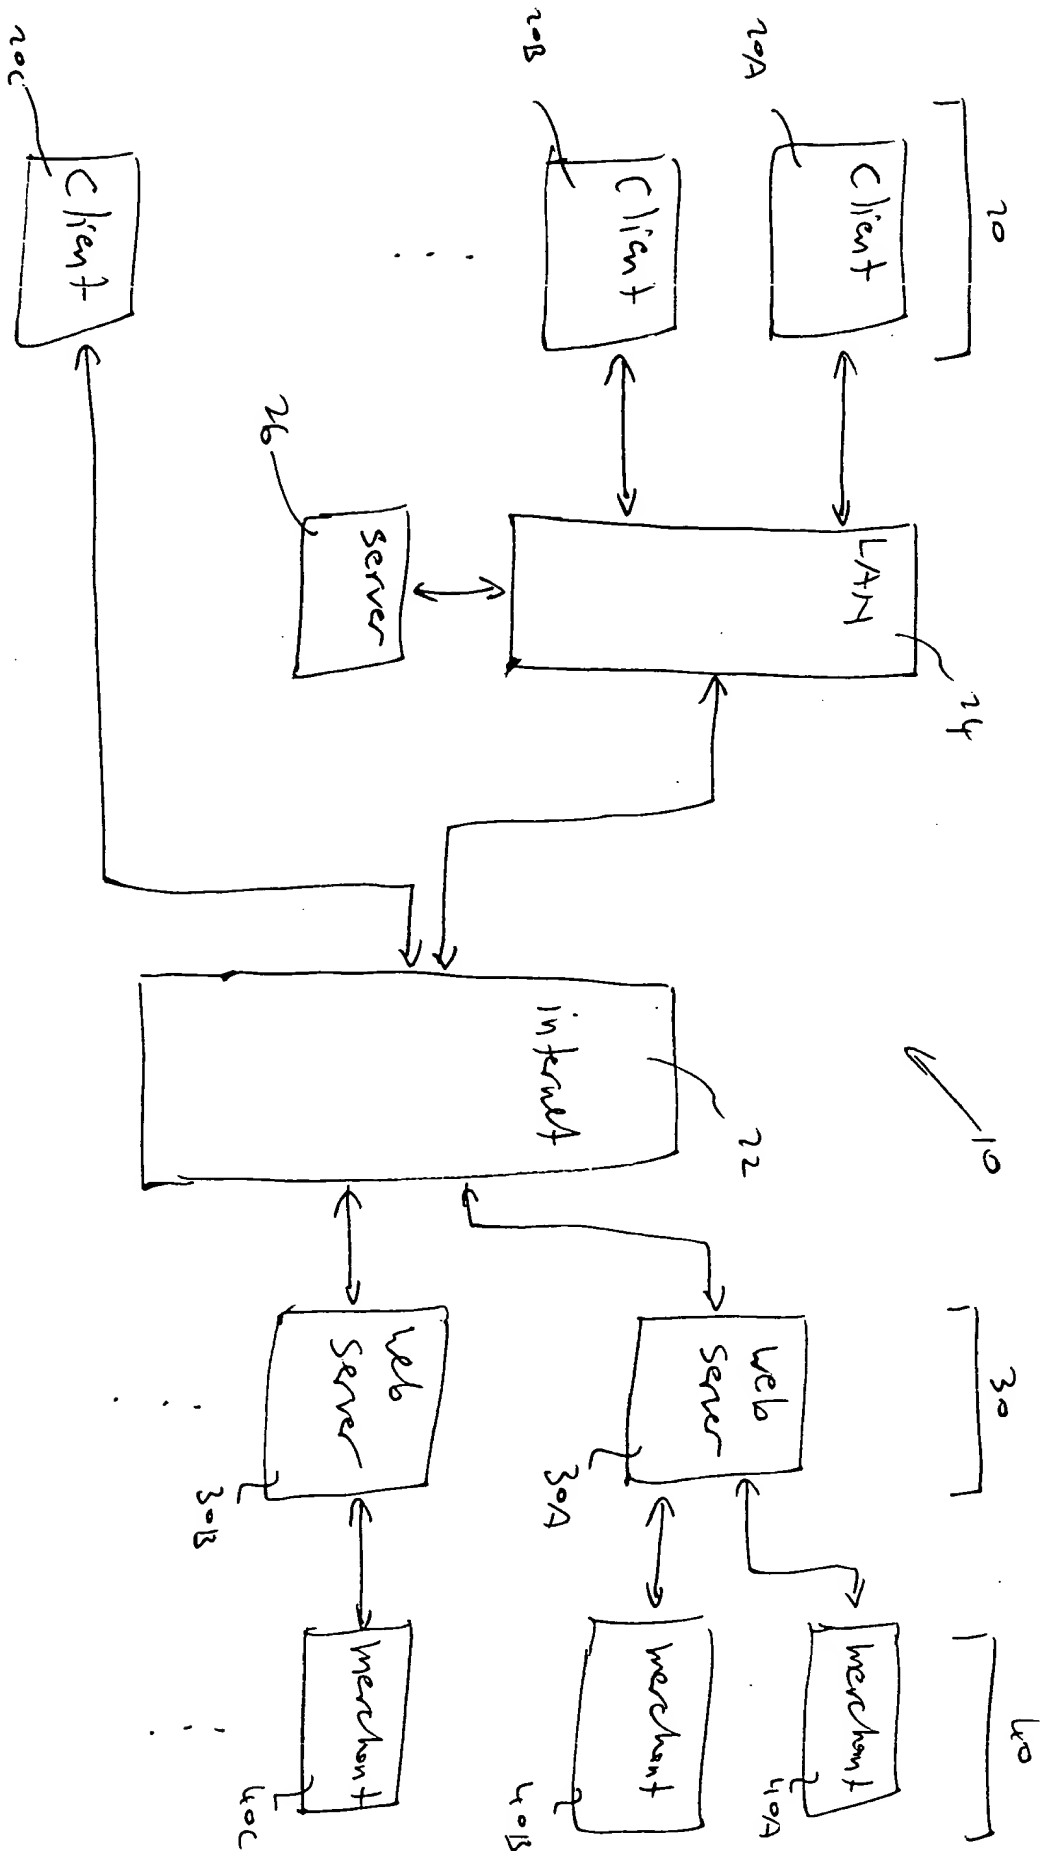 10
20
30
40
20A
Client
20B
Client
20C
Client
LAN
24
26
Server
internet
22
Web
Server
30A
Web
Server
30B
Merchant
40A
Merchant
40B
Merchant
40C